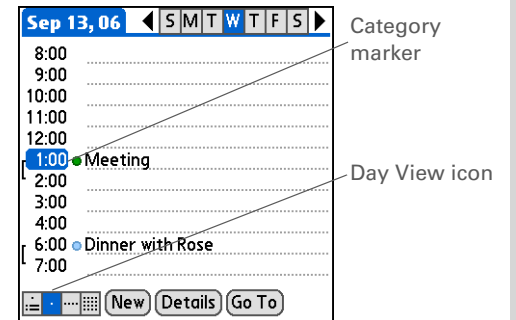 Sep 13, 06 S M T W T F S
Category
marker
8:00
9:00
10:00
11:00
12:00
1:00 Meeting
2:00
3:00
Day View icon
4:00
6:00 Dinner with Rose
7:00
New Details Go To